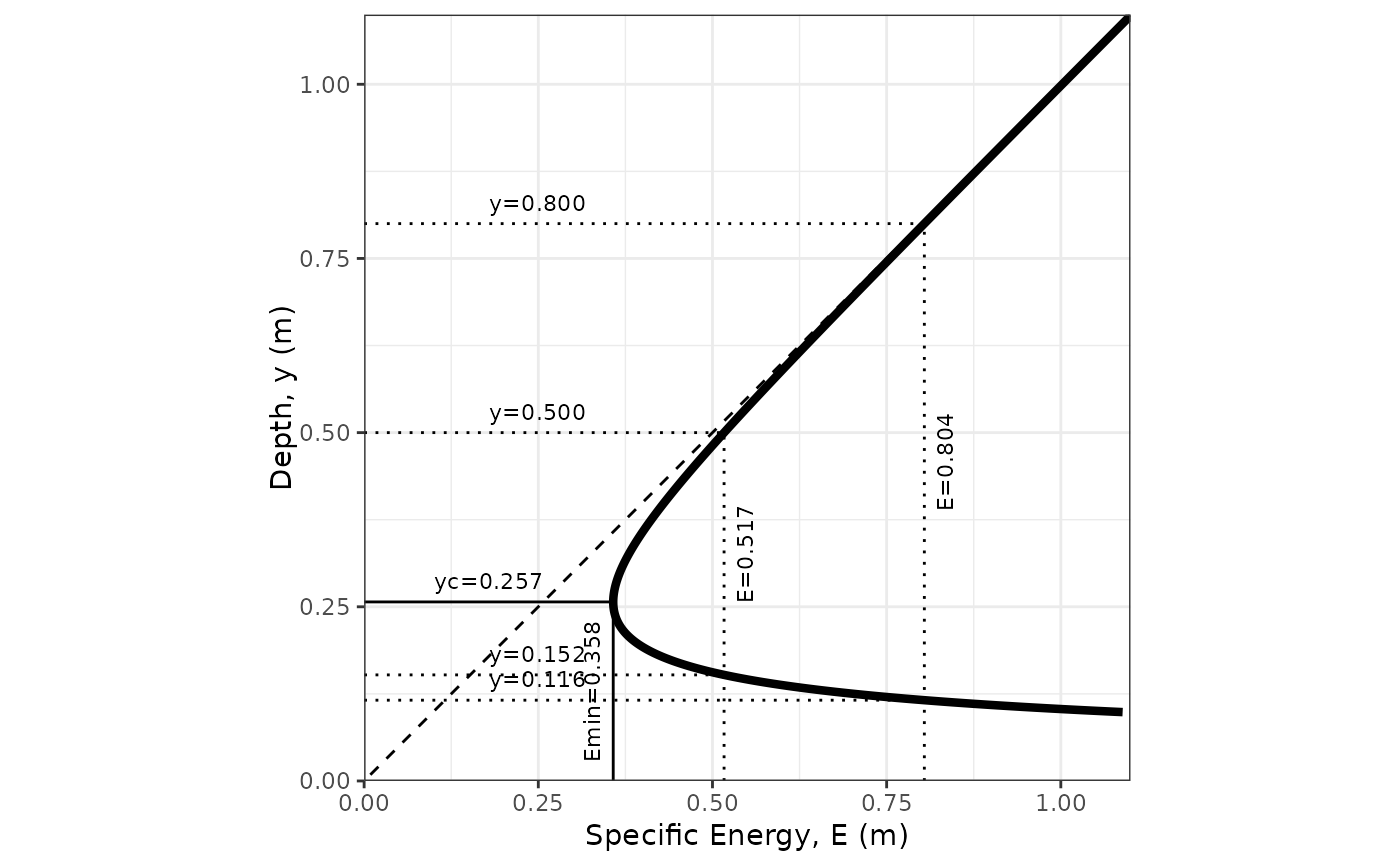 1.00
y=0.800
0.75
y=0.500
0.50
E=0.804
E=0.517
yc=0.257
0.25
y=0.152
y=0.116
Emin=0.358
0.00
0.00 0.25 0.50 0.75 1.00
Depth, y (m)
Specific Energy, E (m)